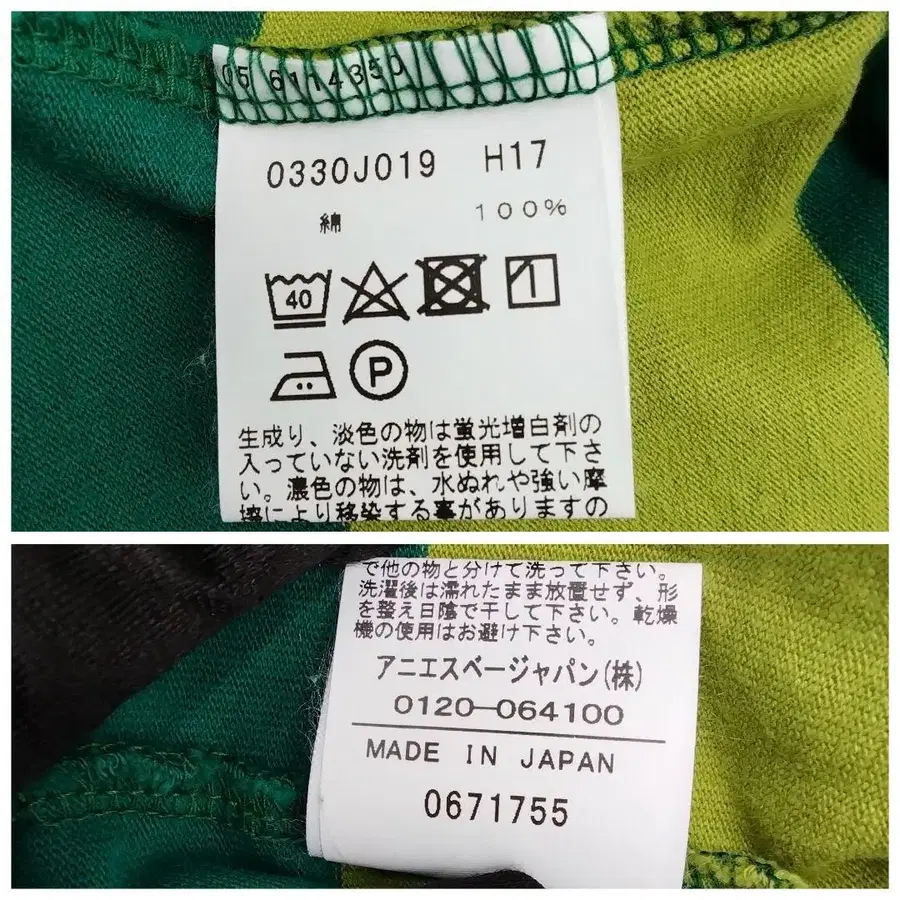 05 6114350
0330J019 H17
綿 100%
40
P
生成り、淡色の物は蛍光増白剤の
入っていない洗剤を使用して下さ
い。濃色の物は、水ぬれや強い摩
擦により移染する事がありますの
で他の物と分けて洗って下さい。
洗濯後は濡れたまま放置せず、形
を整え日陰で干して下さい。乾燥
機の使用はお避け下さい。
アニエスベージャパン(株)
0120-064100
MADE IN JAPAN
0671755